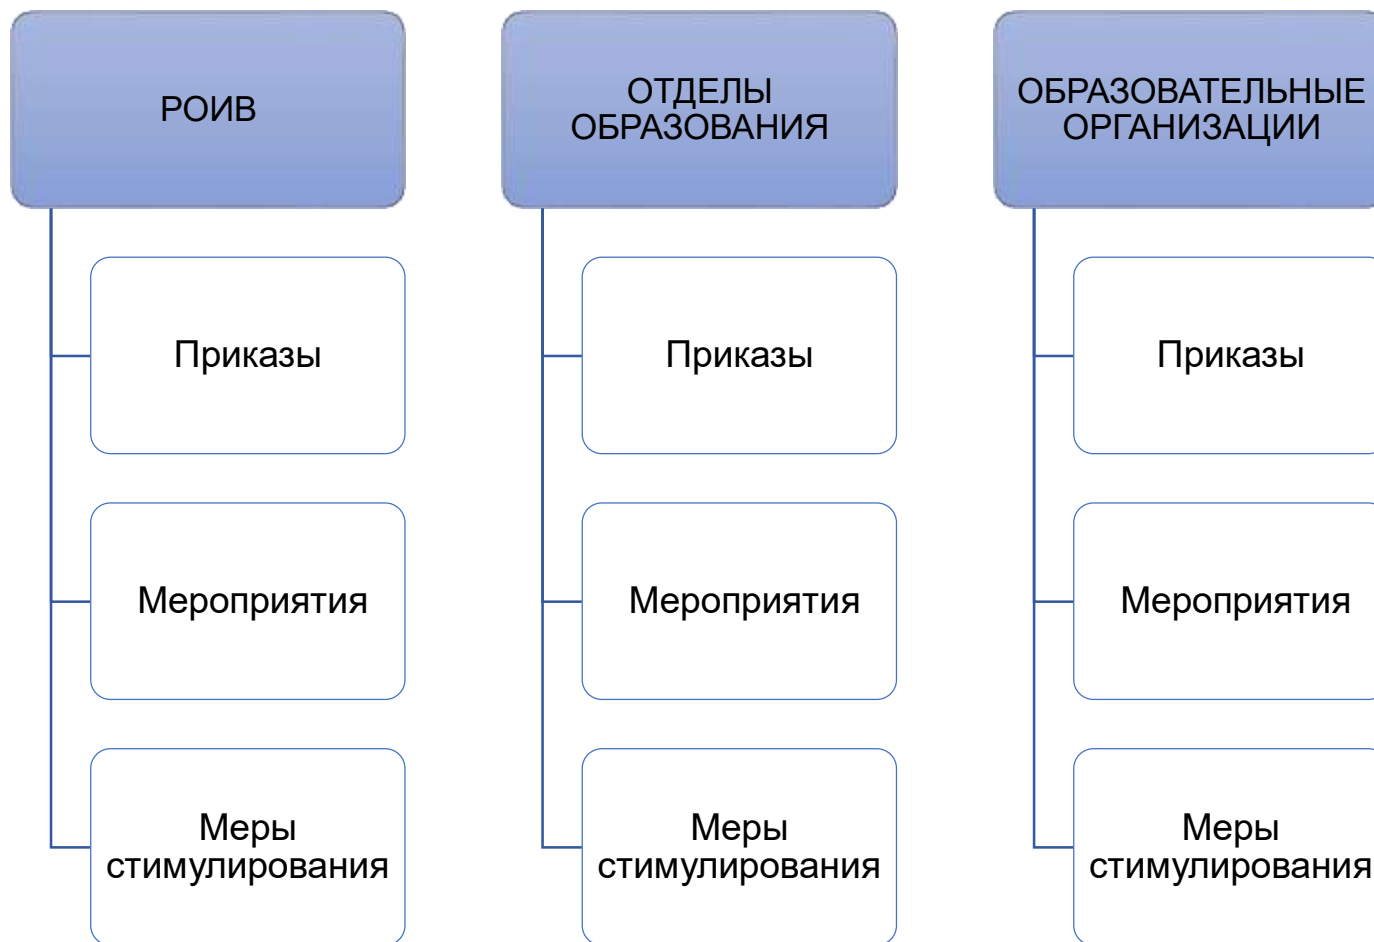 РОИВ
Приказы
Мероприятия
Меры
стимулирования
ОТДЕЛЫ
ОБРАЗОВАНИЯ
Приказы
Мероприятия
Меры
стимулирования
ОБРАЗОВАТЕЛЬНЫЕ
ОРГАНИЗАЦИИ
Приказы
Мероприятия
Меры
стимулирования